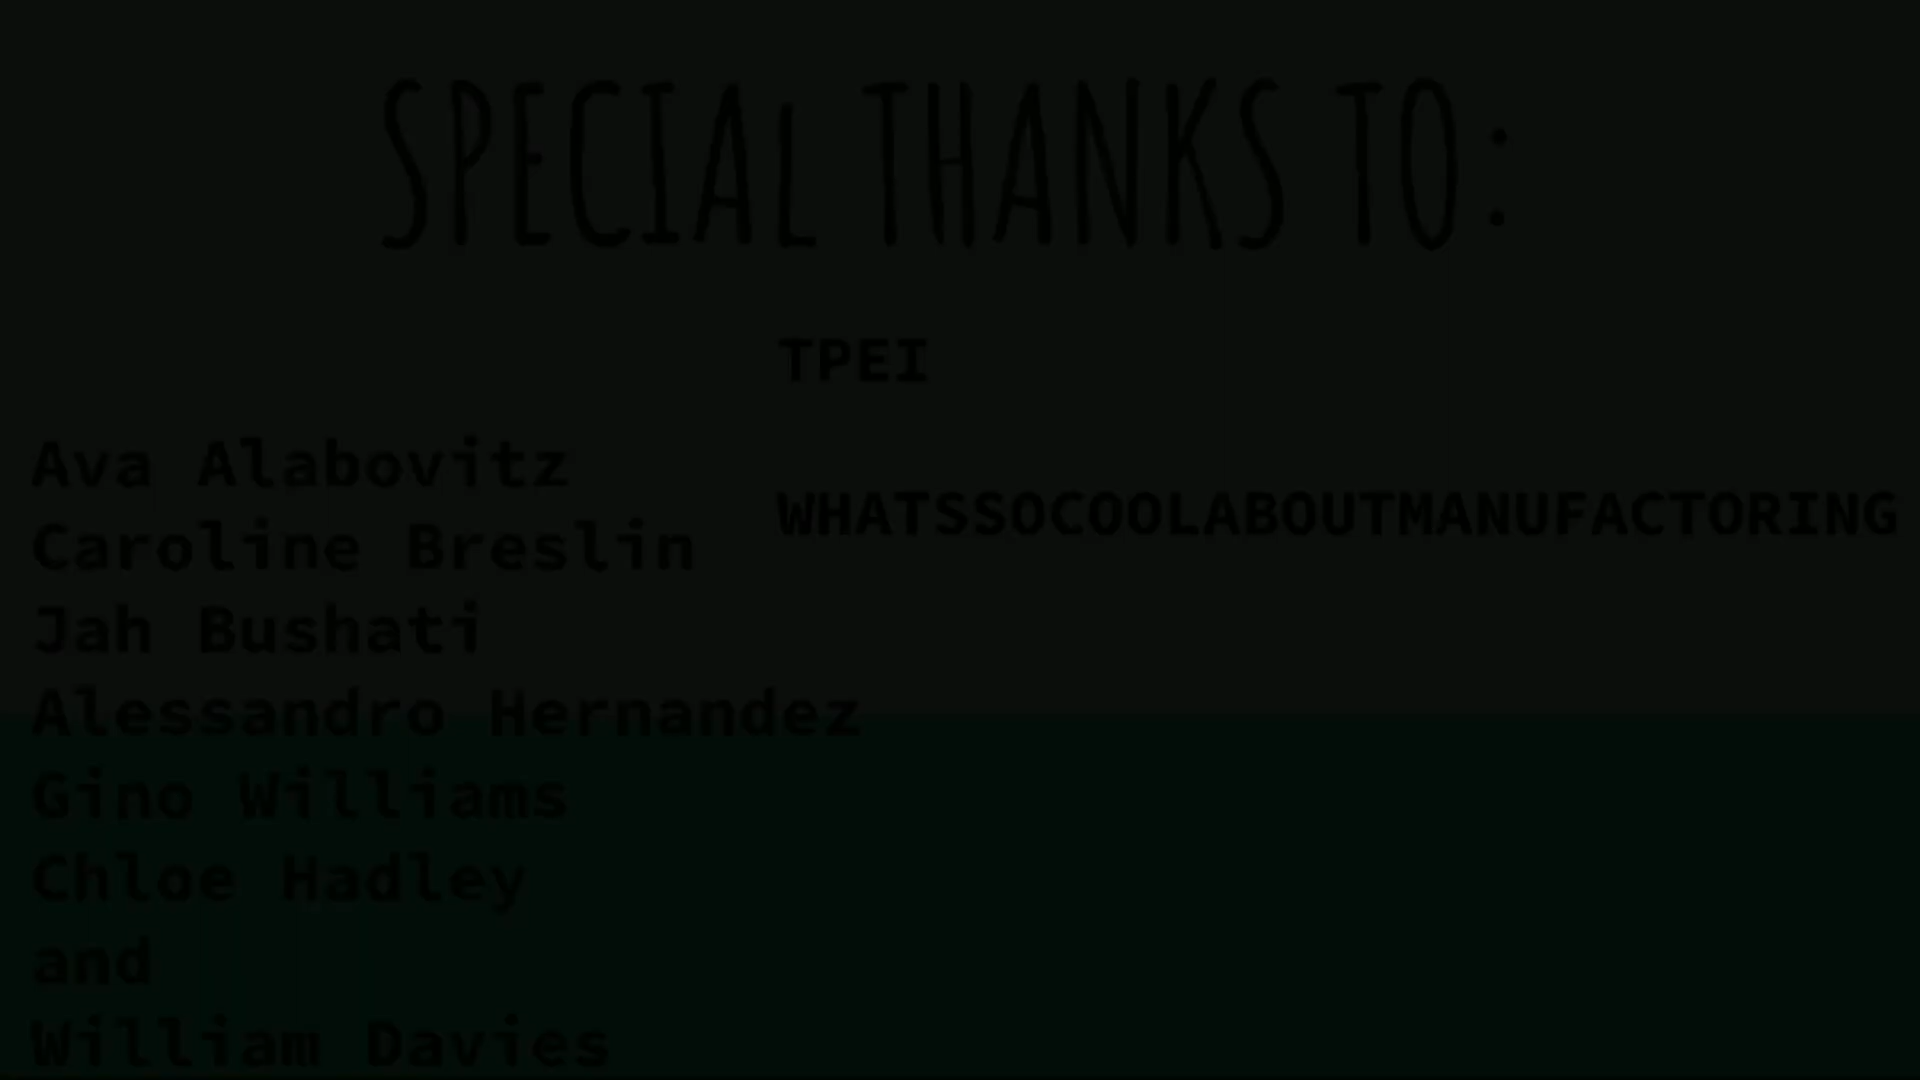 SPECIAL THANKS TO:
TPEI
WHATSSOCOOLABOUTMANUFACTORING
Ava Alabovitz
Caroline Breslin
Jah Bushati
Alessandro Hernandez
Gino Williams
Chloe Hadley
and
William Davies